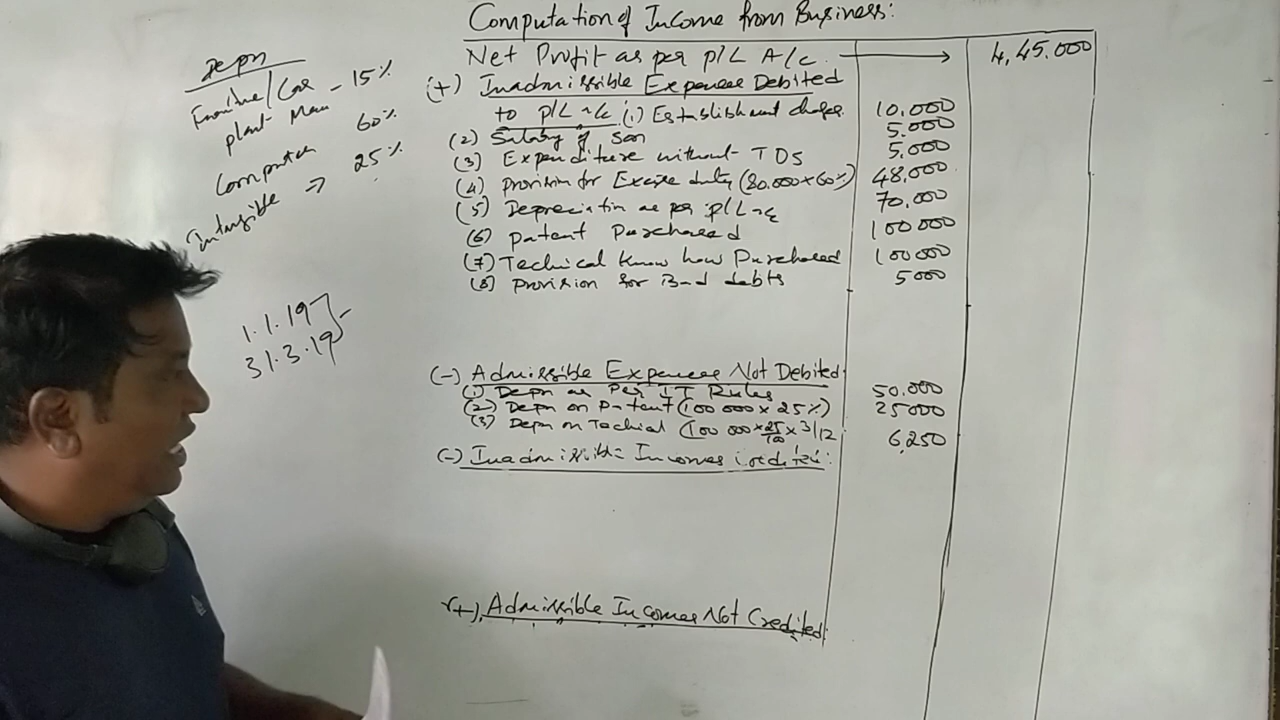 Computation of Income from Business:
Net Profit as per P/L A/c. → 4,45,000
(+) Inadmissible Expenses Debited
to P/L A/c (1) Establishment charges 10,000
(2) Salary of Son 5,000
(3) Expenditure without TDS 5,000
(4) Provision for Excise duty (80,000 x 60%) 48,000
(5) Depreciation as per P/L A/c 70,000
(6) Patent Purchased 100000
(7) Technical Know how Purchased 100000
(8) Provision for Bad debts 5000
(-) Admissible Expenses Not Debited:
(1) Depn as Per IT Rules 50,000
(2) Depn on Patent (100000 x 25%) 25000
(3) Depn on Techical (100000 x 25/100 x 3/12 6,250
(-) Inadmissible Incomes
(+) Admissible Incomes Not Credited:
Depn
Furniture/Car
Plant - 15%
Computer 60%
Intangible ⇒ 25%
1.1.19
31.3.19